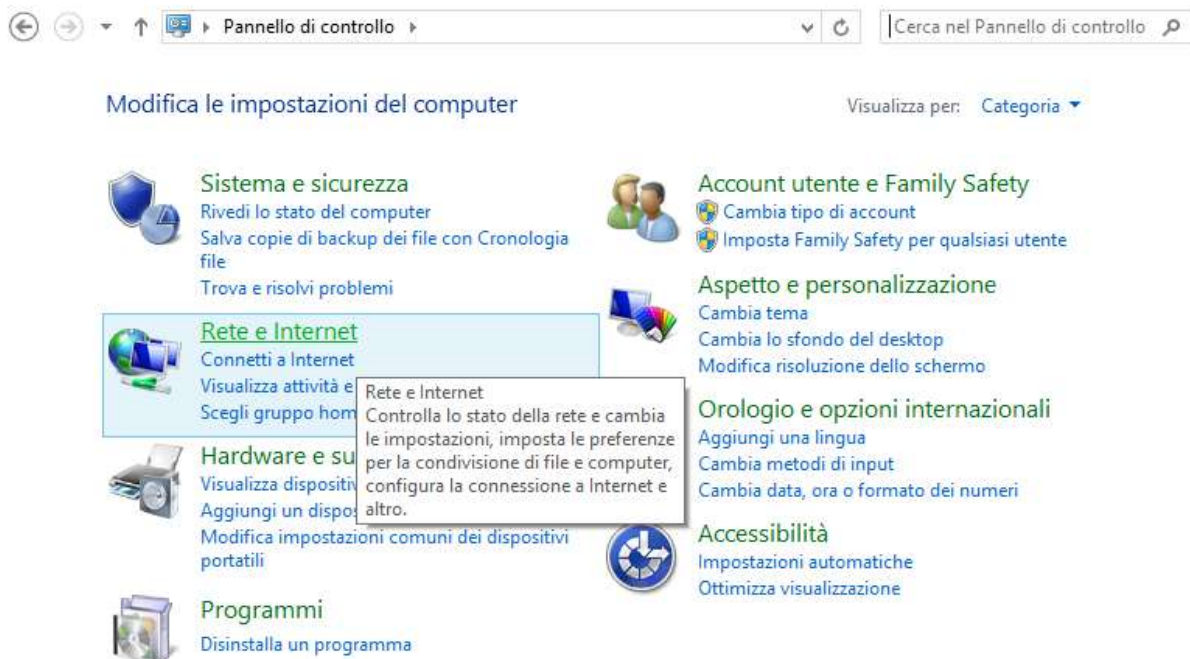 Pannello di controllo
Cerca nel Pannello di controllo
Modifica le impostazioni del computer
Visualizza per: Categoria
Sistema e sicurezza
Rivedi lo stato del computer
Salva copie di backup dei file con Cronologia
file
Trova e risolvi problemi
Rete e Internet
Connetti a Internet
Visualizza attività e
Scegli gruppo hom
Rete e Internet
Controlla lo stato della rete e cambia
le impostazioni, imposta le preferenze
per la condivisione di file e computer,
configura la connessione a Internet e
altro.
Hardware e su
Visualizza dispositiv
Aggiungi un dispos
Modifica impostazioni comuni dei dispositivi
portatili
Programmi
Disinstalla un programma
Account utente e Family Safety
Cambia tipo di account
Imposta Family Safety per qualsiasi utente
Aspetto e personalizzazione
Cambia tema
Cambia lo sfondo del desktop
Modifica risoluzione dello schermo
Orologio e opzioni internazionali
Aggiungi una lingua
Cambia metodi di input
Cambia data, ora o formato dei numeri
Accessibilità
Impostazioni automatiche
Ottimizza visualizzazione